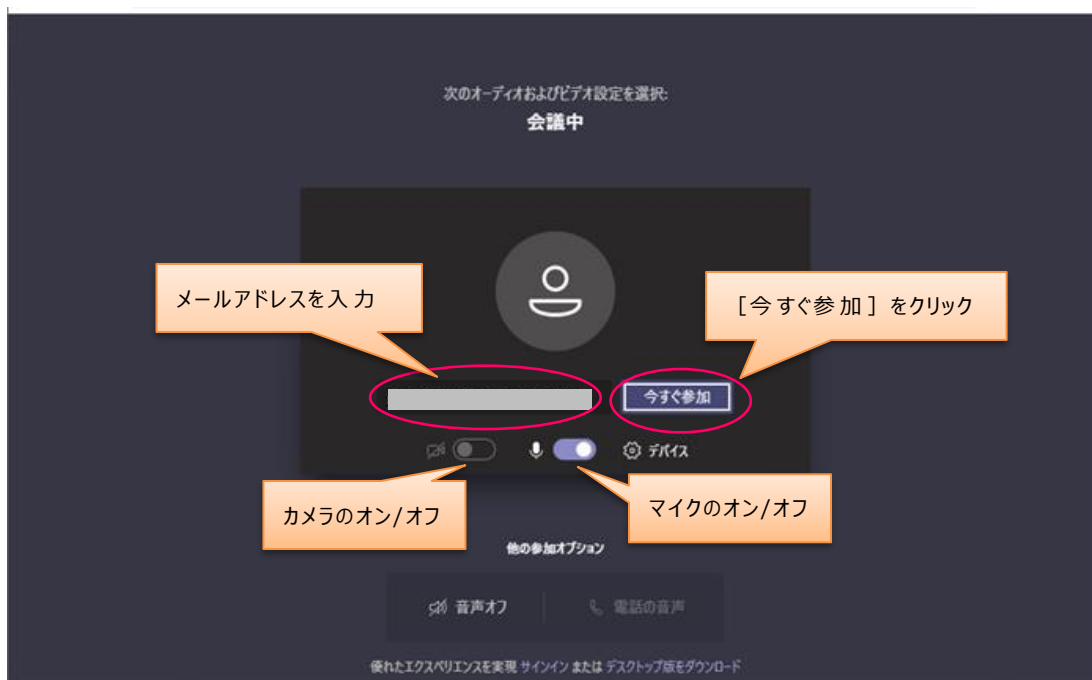 次のオーディオおよびビデオ設定を選択:
会議中
メールアドレスを入力
[今すぐ参加] をクリック
今すぐ参加
デバイス
カメラのオン/オフ
マイクのオン/オフ
他の参加オプション
音声オフ
電話の音声
優れたエクスペリエンスを実現 サインイン または デスクトップ版をダウンロード